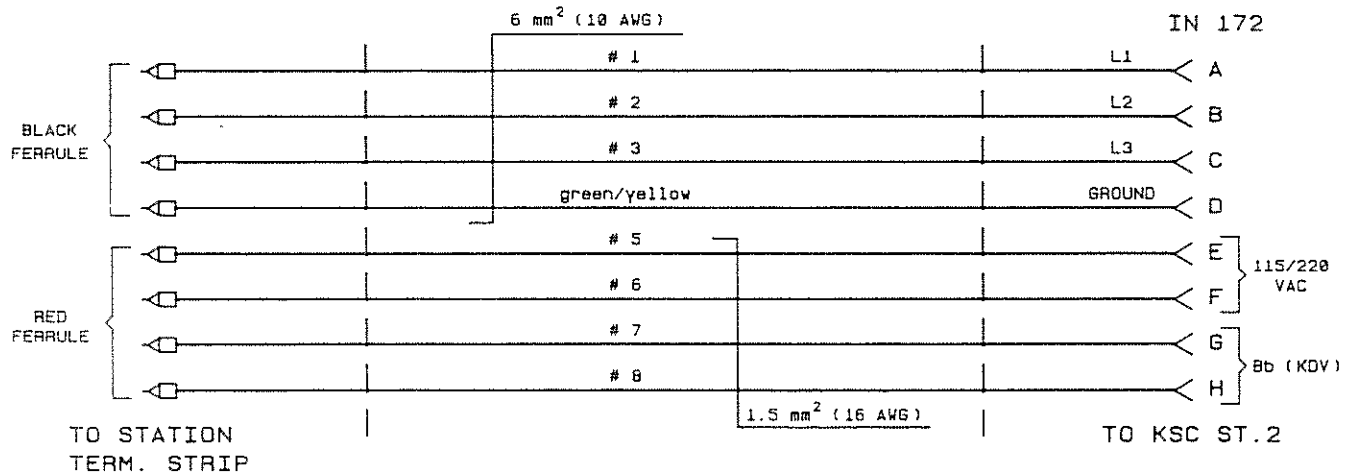 6 mm² (10 AWG)
IN 172
# 1
L1
A
# 2
L2
B
BLACK
FERRULE
# 3
L3
C
green/yellow
GROUND
D
# 5
E
115/220
VAC
# 6
F
RED
FERRULE
# 7
G
8b (KDV)
# 8
H
1.5 mm² (16 AWG)
TO STATION
TERM. STRIP
TO KSC ST.2